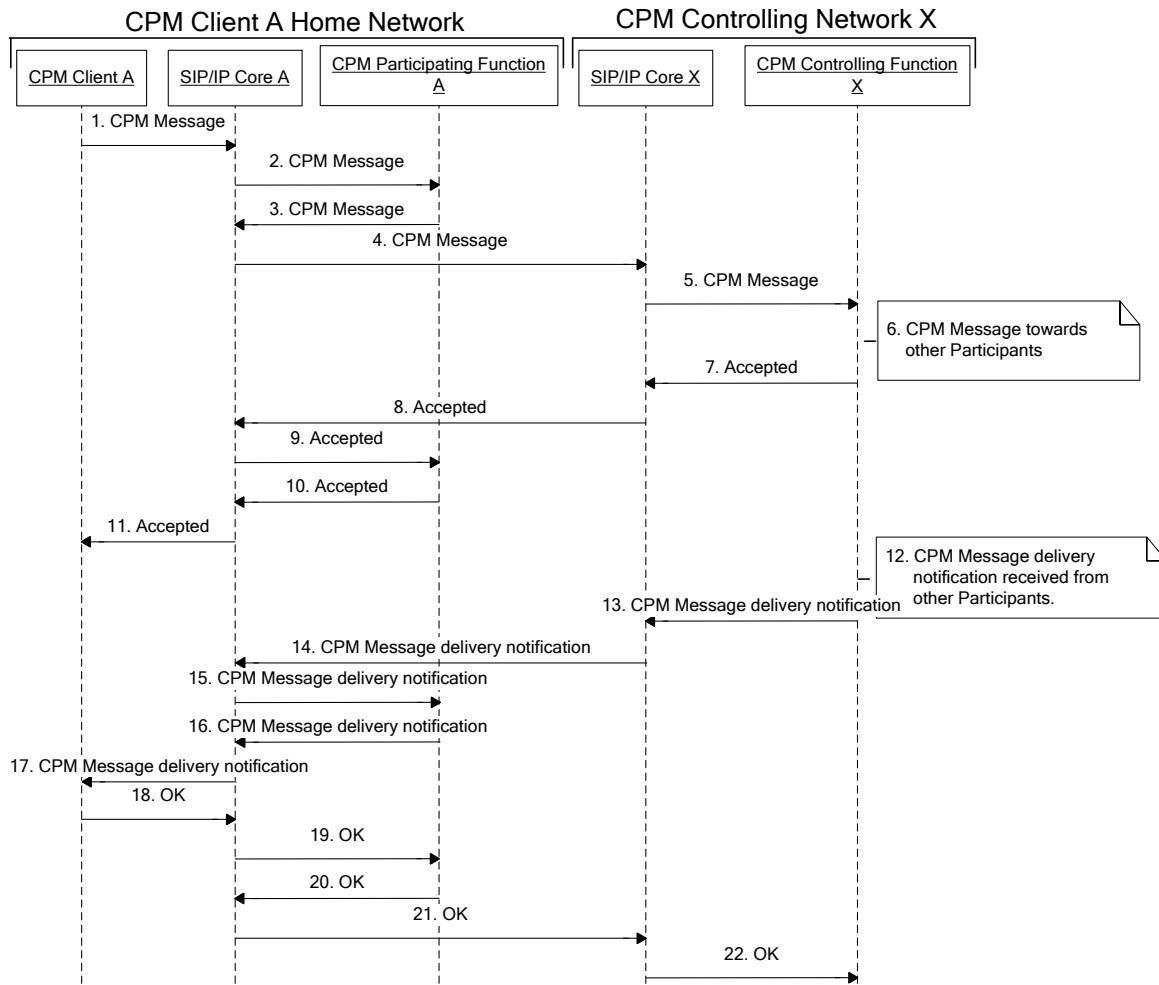 CPM Client A Home Network
CPM Controlling Network X
CPM Client A
SIP/IP Core A
CPM Participating Function
A
SIP/IP Core X
CPM Controlling Function
X
1. CPM Message
2. CPM Message
3. CPM Message
4. CPM Message
5. CPM Message
6. CPM Message towards
other Participants
7. Accepted
8. Accepted
9. Accepted
10. Accepted
11. Accepted
12. CPM Message delivery
notification received from
other Participants.
13. CPM Message delivery notification
14. CPM Message delivery notification
15. CPM Message delivery notification
16. CPM Message delivery notification
17. CPM Message delivery notification
18. OK
19. OK
20. OK
21. OK
22. OK